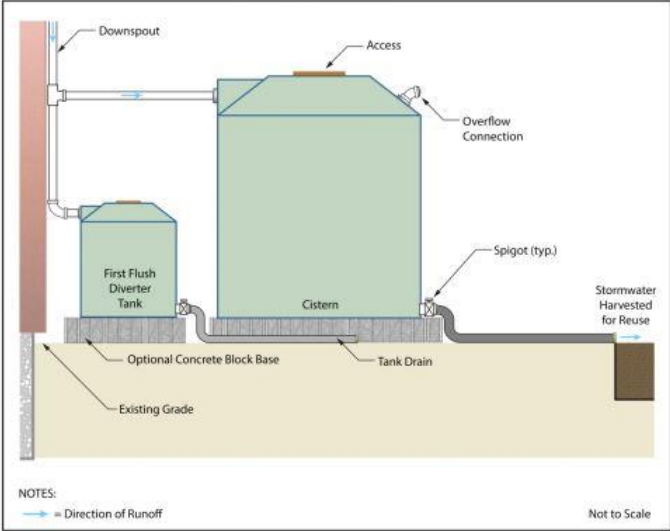 Downspout
Access
Overflow
Connection
Spigot (typ.)
First Flush
Diverter
Tank
Cistern
Stormwater
Harvested
for Reuse
Optional Concrete Block Base
Tank Drain
Existing Grade
NOTES:
= Direction of Runoff
Not to Scale